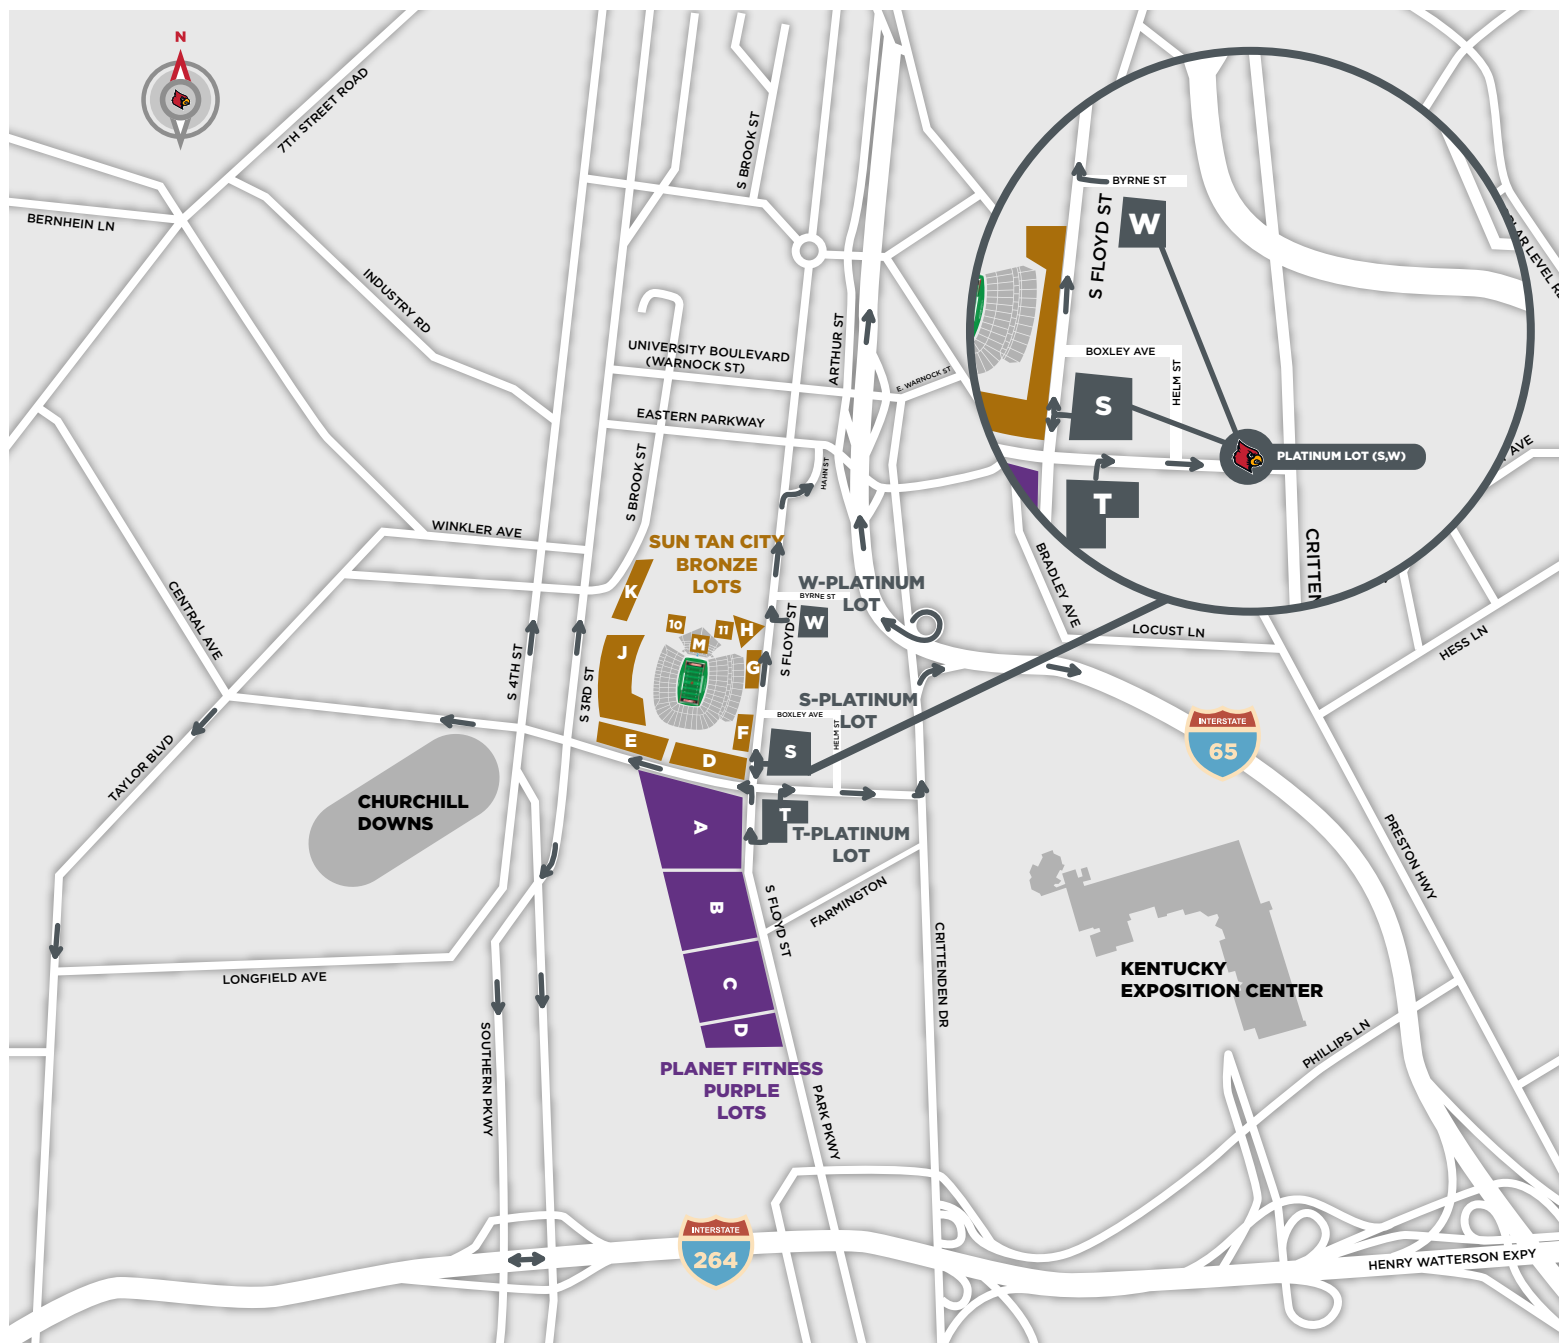 N
7TH STREET ROAD
BERNHEIN LN
INDUSTRY RD
S BROOK ST
UNIVERSITY BOULEVARD
(WARNOCK ST)
ARTHUR ST
E. WARNOCK ST
EASTERN PARKWAY
HAHN ST
S BROOK ST
WINKLER AVE
CENTRAL AVE
SUN TAN CITY
BRONZE
LOTS
K
10
11
H
M
J
G
F
E
D
S 4TH ST
S 3RD ST
S FLOYD ST
W-PLATINUM
LOT
BYRNE ST
W
S-PLATINUM
LOT
BOXLEY AVE
HELM ST
S
T
T-PLATINUM
LOT
BYRNE ST
W
S FLOYD ST
BOXLEY AVE
HELM ST
S
PLATINUM LOT (S,W)
T
CRITTEN
AVE
BRADLEY AVE
LOCUST LN
HESS LN
INTERSTATE
65
TAYLOR BLVD
CHURCHILL
DOWNS
A
B
C
D
S FLOYD ST
FARMINGTON
PRESTON HWY
CRITTENDEN DR
KENTUCKY
EXPOSITION CENTER
LONGFIELD AVE
SOUTHERN PKWY
PLANET FITNESS
PURPLE
LOTS
PARK PKWY
PHILLIPS LN
INTERSTATE
264
HENRY WATTERSON EXPY